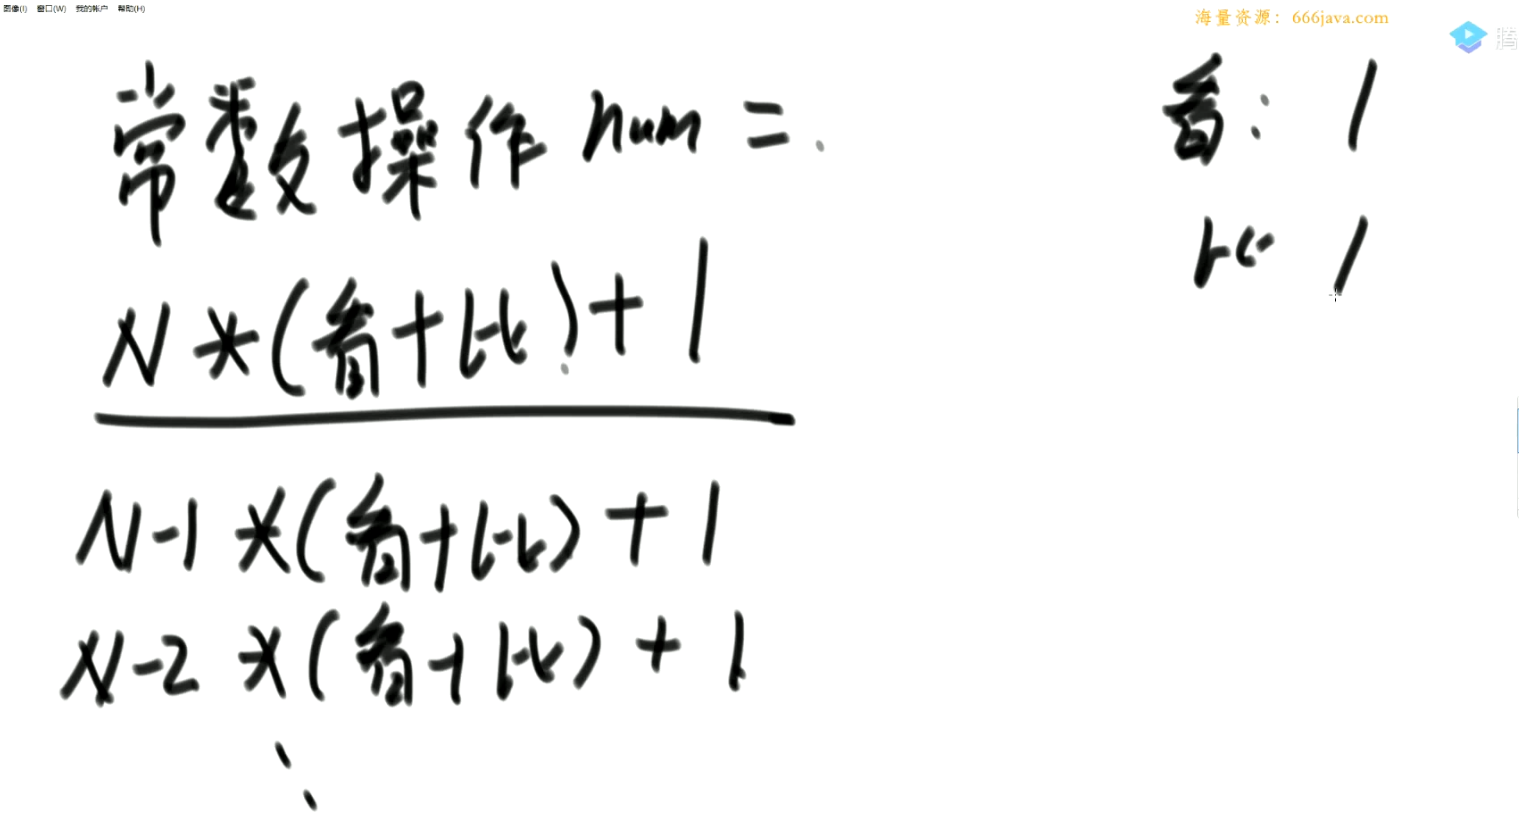 图像(I) 窗口(W) 我的帐户 帮助(H)
海量资源：666java.com
腾
常数操作 num =
看: 1
比: 1
N*(看+比)+1
N-1*(看+比)+1
N-2*(看+比)+1